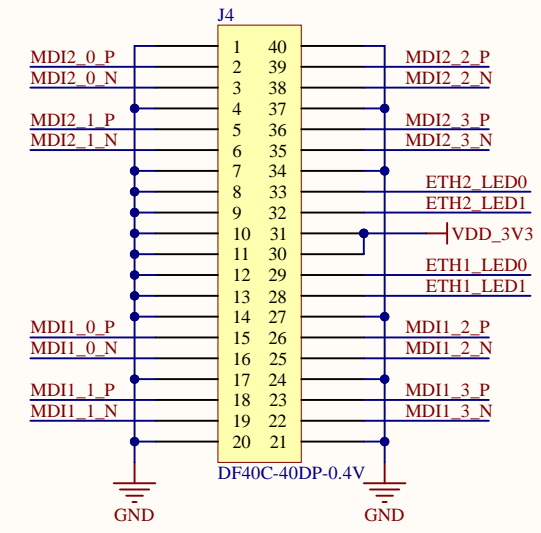 J4
1 40
MDI2_0_P 2 39 MDI2_2_P
MDI2_0_N 3 38 MDI2_2_N
4 37
MDI2_1_P 5 36 MDI2_3_P
MDI2_1_N 6 35 MDI2_3_N
7 34
8 33 ETH2_LED0
9 32 ETH2_LED1
10 31 VDD_3V3
11 30
12 29 ETH1_LED0
13 28 ETH1_LED1
14 27
MDI1_0_P 15 26 MDI1_2_P
MDI1_0_N 16 25 MDI1_2_N
17 24
MDI1_1_P 18 23 MDI1_3_P
MDI1_1_N 19 22 MDI1_3_N
20 21
DF40C-40DP-0.4V
GND GND